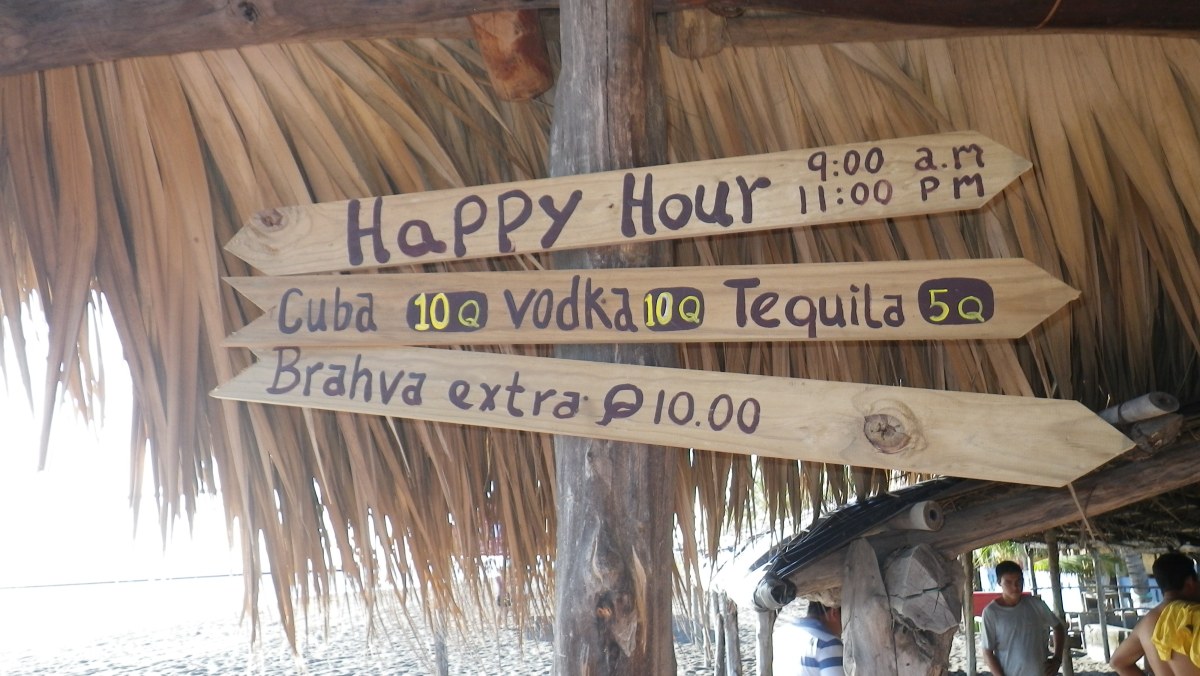 Happy Hour 9:00 a.m
11:00 pm
Cuba 10Q Vodka 10Q Tequila 5Q
Brahva extra Q10.00